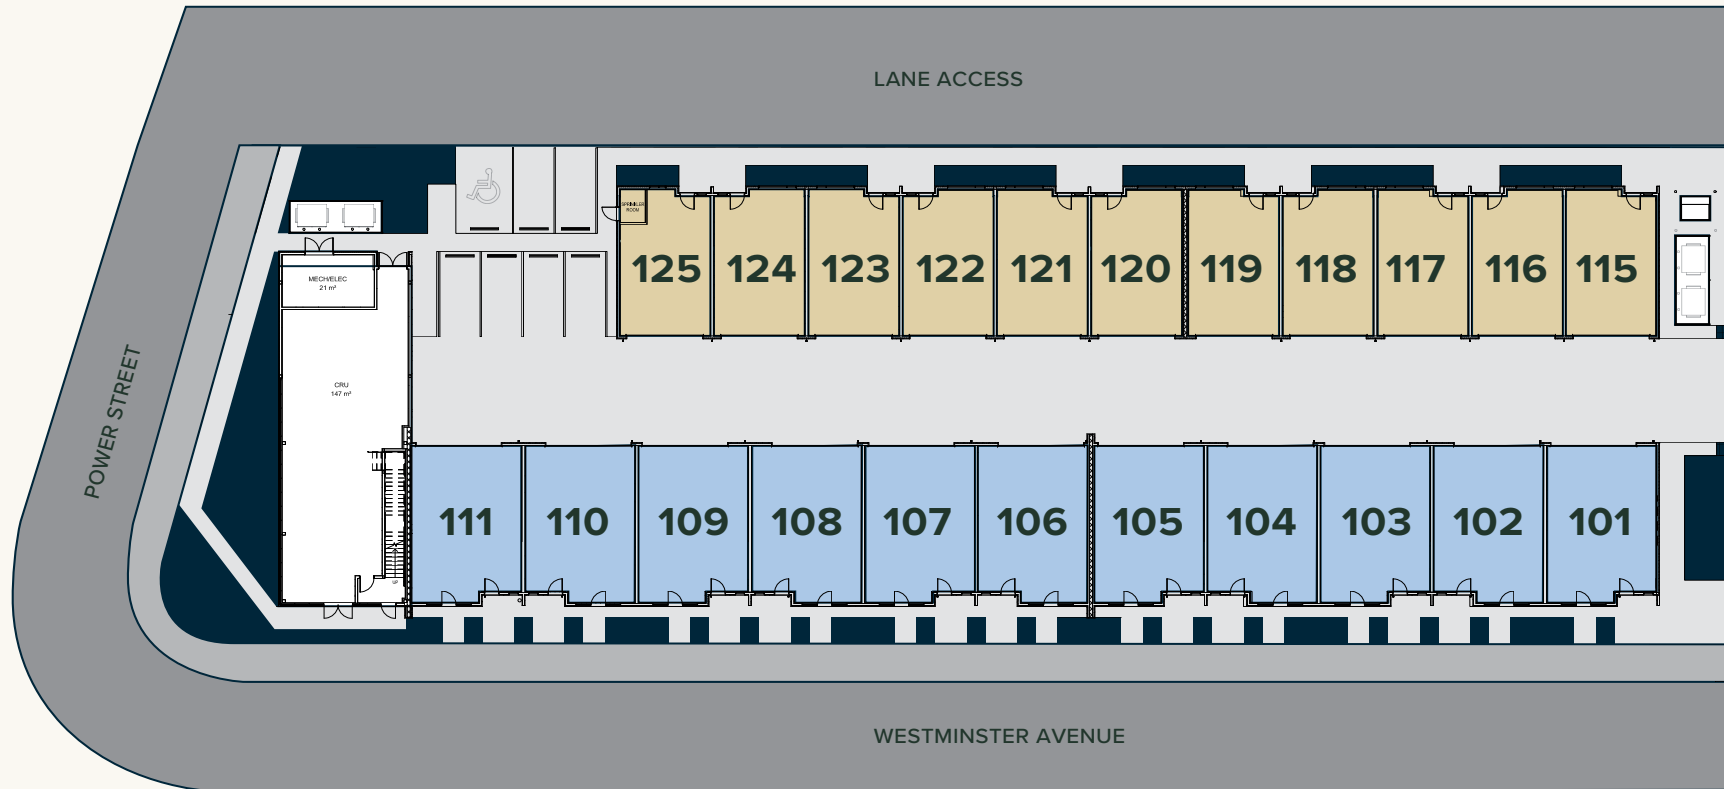 LANE ACCESS
SPRINKLER
ROOM
125 124 123 122 121 120 119 118 117 116 115
MECH/ELEC
21 m²
POWER STREET
CRU
147 m²
111 110 109 108 107 106 105 104 103 102 101
UP
WESTMINSTER AVENUE